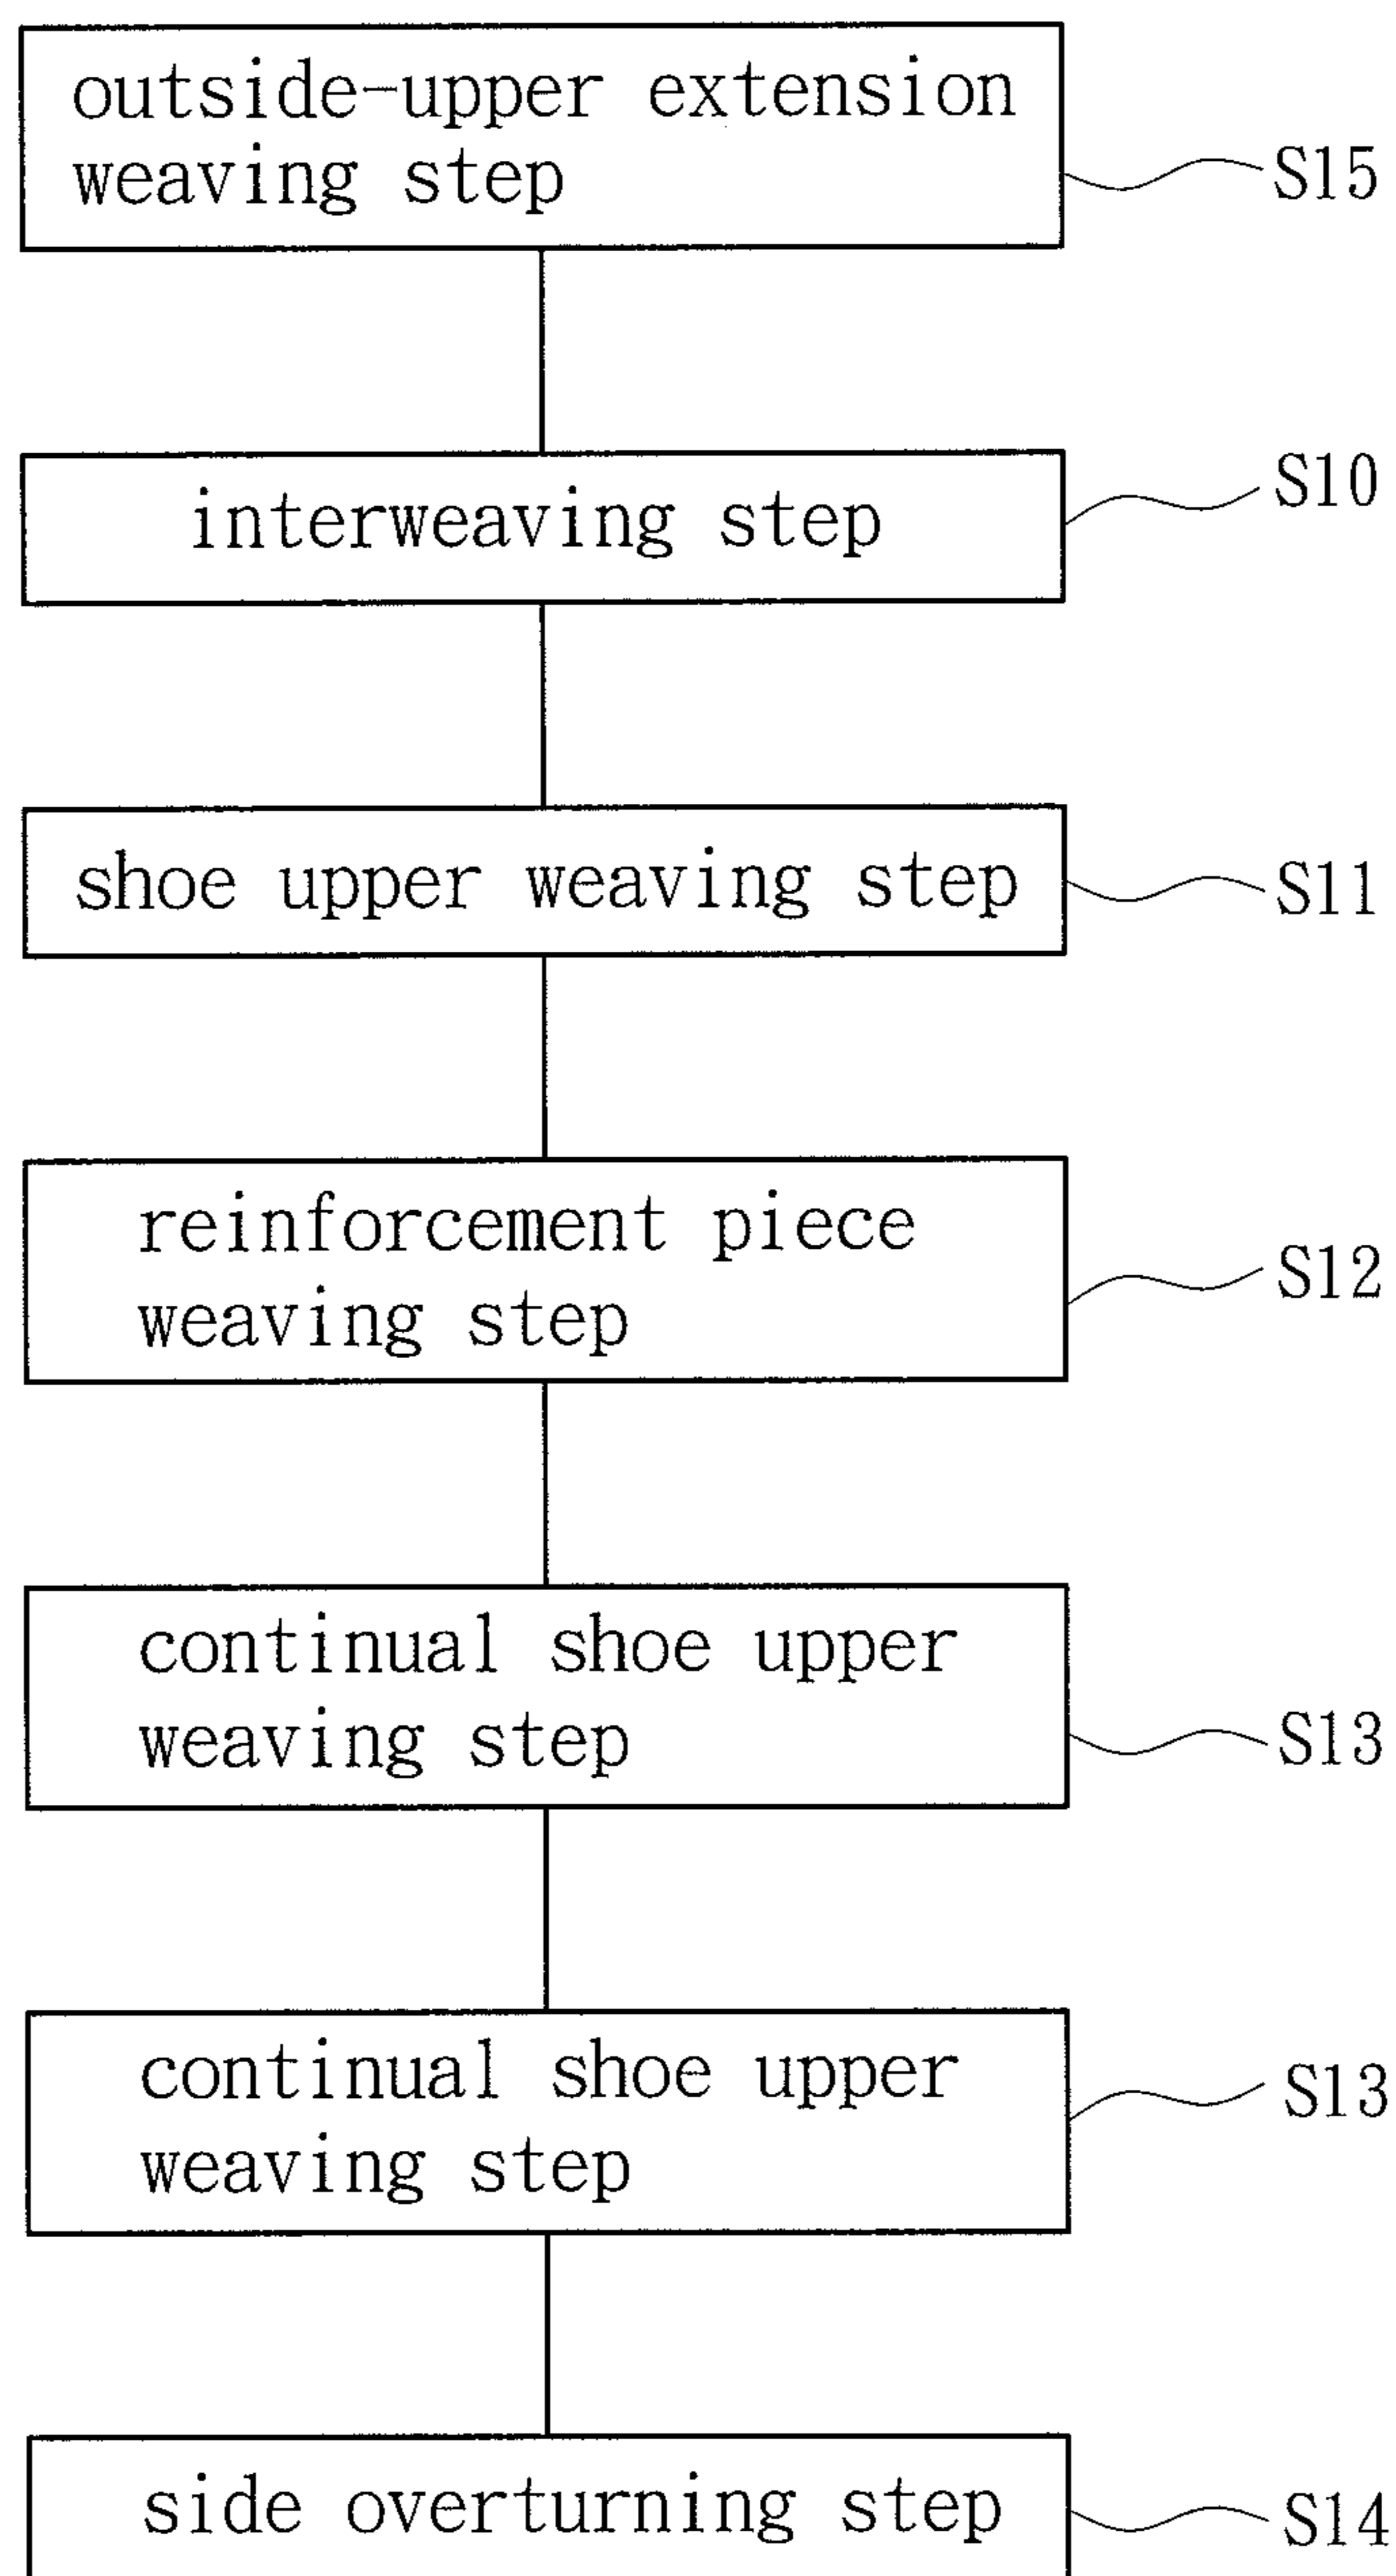 outside-upper extension
weaving step
S15
interweaving step
S10
shoe upper weaving step
S11
reinforcement piece
weaving step
S12
continual shoe upper
weaving step
S13
continual shoe upper
weaving step
S13
side overturning step
S14